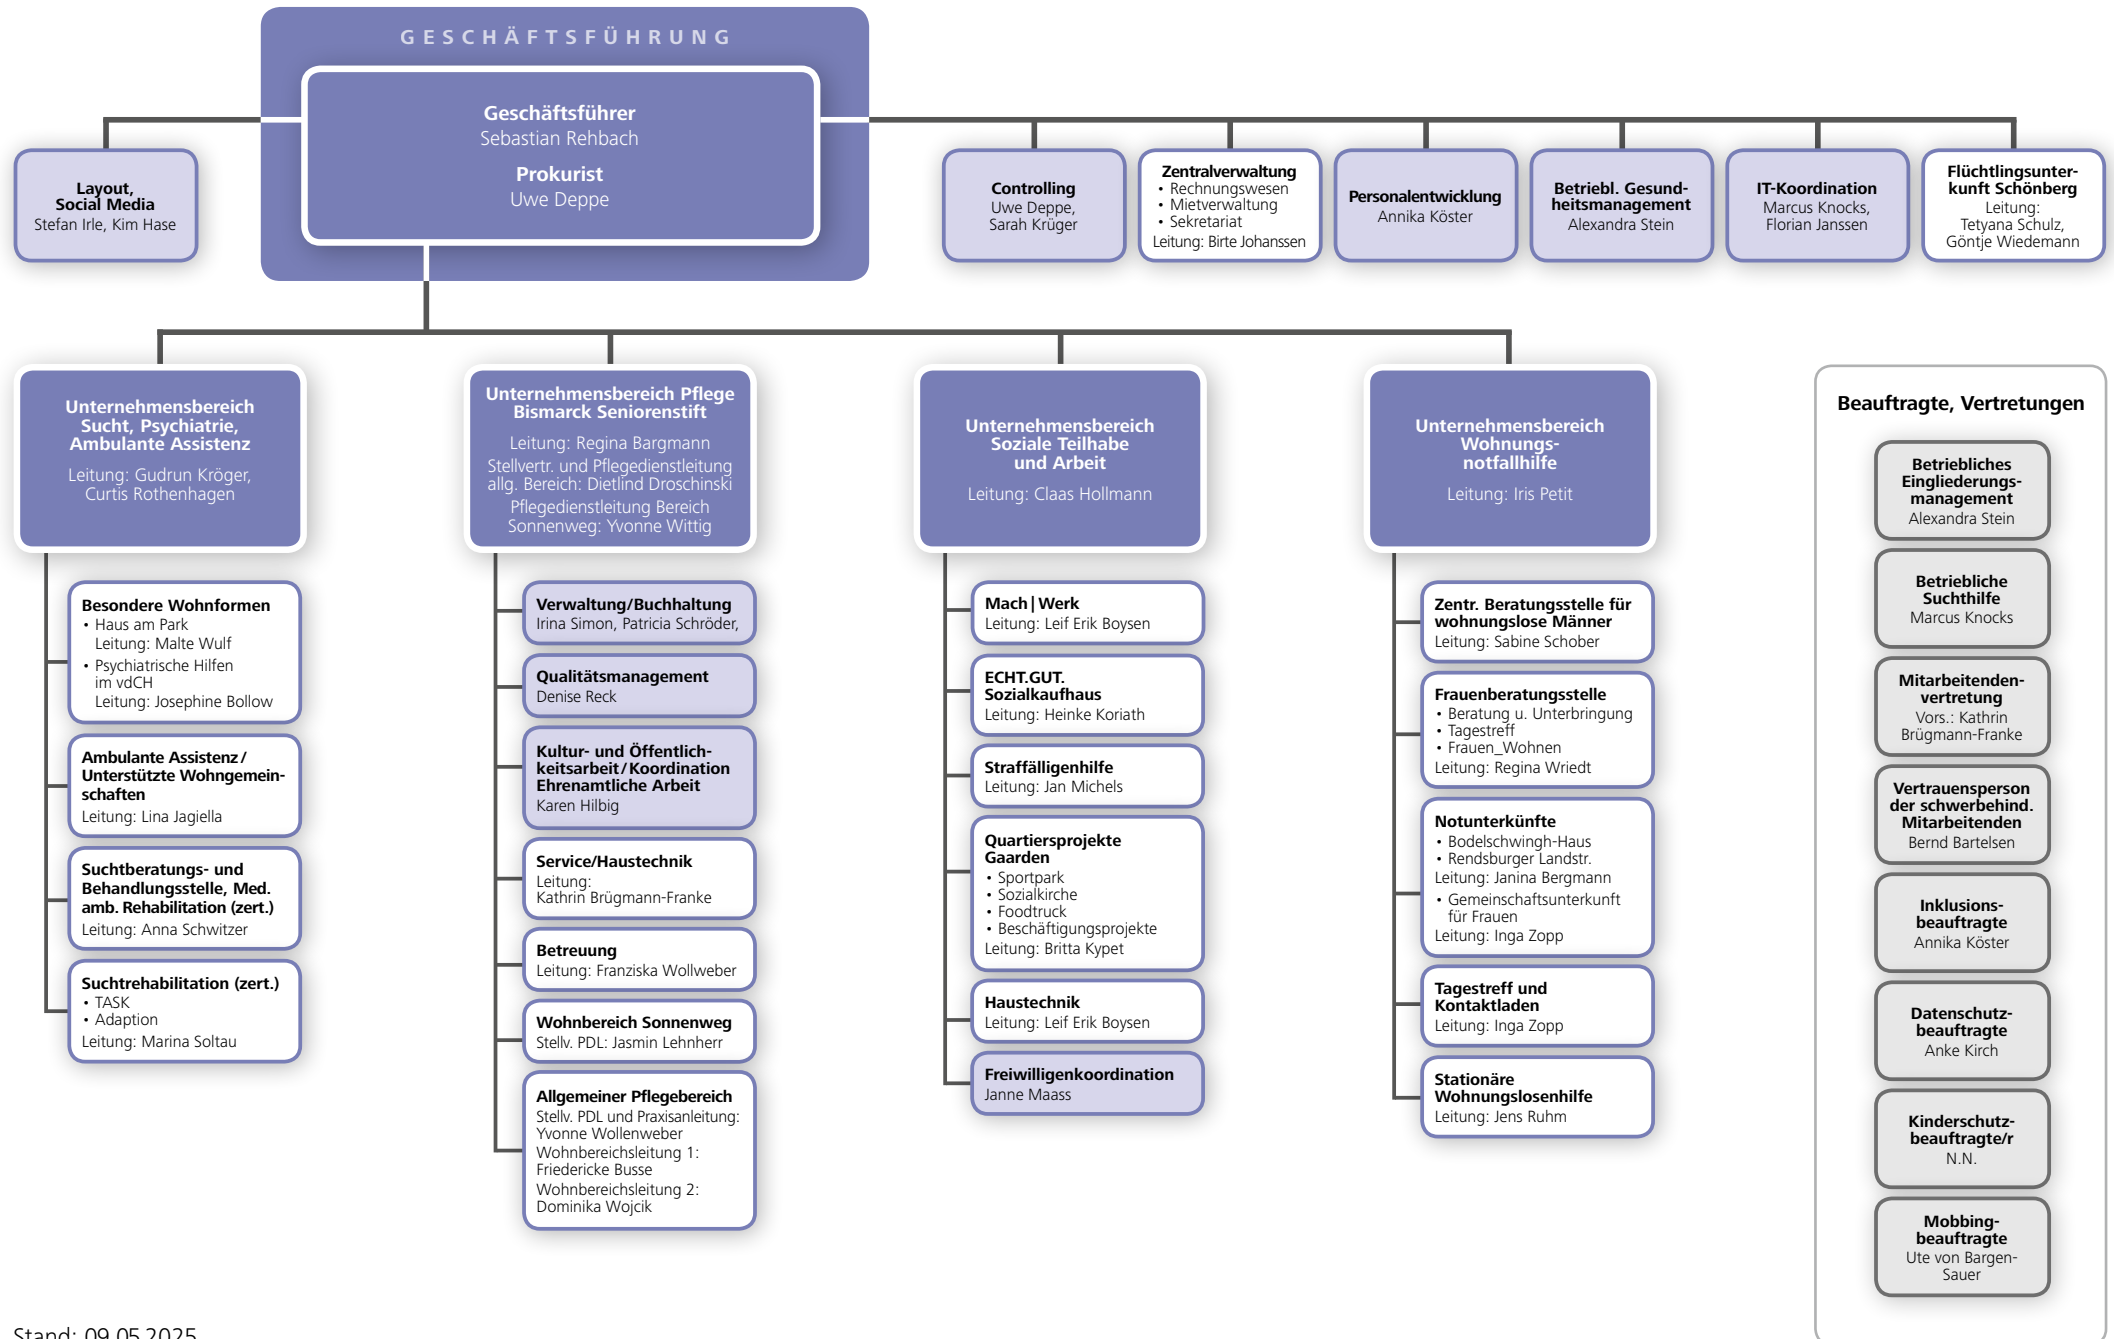 GESCHÄFTSFÜHRUNG
Geschäftsführer
Sebastian Rehbach
Prokurist
Uwe Deppe
Layout,
Social Media
Stefan Irle, Kim Hase
Controlling
Uwe Deppe,
Sarah Krüger
Zentralverwaltung
• Rechnungswesen
• Mietverwaltung
• Sekretariat
Leitung: Birte Johanssen
Personalentwicklung
Annika Köster
Betriebl. Gesund-
heitsmanagement
Alexandra Stein
IT-Koordination
Marcus Knocks,
Florian Janssen
Flüchtlingsunter-
kunft Schönberg
Leitung:
Tetyana Schulz,
Göntje Wiedemann
Unternehmensbereich
Sucht, Psychiatrie,
Ambulante Assistenz
Leitung: Gudrun Kröger,
Curtis Rothenhagen
Besondere Wohnformen
• Haus am Park
Leitung: Malte Wulf
• Psychiatrische Hilfen
im vdCH
Leitung: Josephine Bollow
Ambulante Assistenz/
Unterstützte Wohngemein-
schaften
Leitung: Lina Jagiella
Suchtberatungs- und
Behandlungsstelle, Med.
amb. Rehabilitation (zert.)
Leitung: Anna Schwitzer
Suchtrehabilitation (zert.)
• TASK
• Adaption
Leitung: Marina Soltau
Unternehmensbereich Pflege
Bismarck Seniorenstift
Leitung: Regina Bargmann
Stellvertr. und Pflegedienstleitung
allg. Bereich: Dietlind Droschinski
Pflegedienstleitung Bereich
Sonnenweg: Yvonne Wittig
Verwaltung/Buchhaltung
Irina Simon, Patricia Schröder,
Qualitätsmanagement
Denise Reck
Kultur- und Öffentlich-
keitsarbeit/Koordination
Ehrenamtliche Arbeit
Karen Hilbig
Service/Haustechnik
Leitung:
Kathrin Brügmann-Franke
Betreuung
Leitung: Franziska Wollweber
Wohnbereich Sonnenweg
Stellv. PDL: Jasmin Lehnherr
Allgemeiner Pflegebereich
Stellv. PDL und Praxisanleitung:
Yvonne Wollenweber
Wohnbereichsleitung 1:
Friedericke Busse
Wohnbereichsleitung 2:
Dominika Wojcik
Unternehmensbereich
Soziale Teilhabe
und Arbeit
Leitung: Claas Hollmann
Mach|Werk
Leitung: Leif Erik Boysen
ECHT.GUT.
Sozialkaufhaus
Leitung: Heinke Koriath
Straffälligenhilfe
Leitung: Jan Michels
Quartiersprojekte
Gaarden
• Sportpark
• Sozialkirche
• Foodtruck
• Beschäftigungsprojekte
Leitung: Britta Kypet
Haustechnik
Leitung: Leif Erik Boysen
Freiwilligenkoordination
Janne Maass
Unternehmensbereich
Wohnungs-
notfallhilfe
Leitung: Iris Petit
Zentr. Beratungsstelle für
wohnungslose Männer
Leitung: Sabine Schober
Frauenberatungsstelle
• Beratung u. Unterbringung
• Tagestreff
• Frauen_Wohnen
Leitung: Regina Wriedt
Notunterkünfte
• Bodelschwingh-Haus
• Rendsburger Landstr.
Leitung: Janina Bergmann
• Gemeinschaftsunterkunft
für Frauen
Leitung: Inga Zopp
Tagestreff und
Kontaktladen
Leitung: Inga Zopp
Stationäre
Wohnungslosenhilfe
Leitung: Jens Ruhm
Beauftragte, Vertretungen
Betriebliches
Eingliederungs-
management
Alexandra Stein
Betriebliche
Suchthilfe
Marcus Knocks
Mitarbeitenden-
vertretung
Vors.: Kathrin
Brügmann-Franke
Vertrauensperson
der schwerbehind.
Mitarbeitenden
Bernd Bartelsen
Inklusions-
beauftragte
Annika Köster
Datenschutz-
beauftragte
Anke Kirch
Kinderschutz-
beauftragte/r
N.N.
Mobbing-
beauftragte
Ute von Bargen-
Sauer
Stand: 09.05.2025